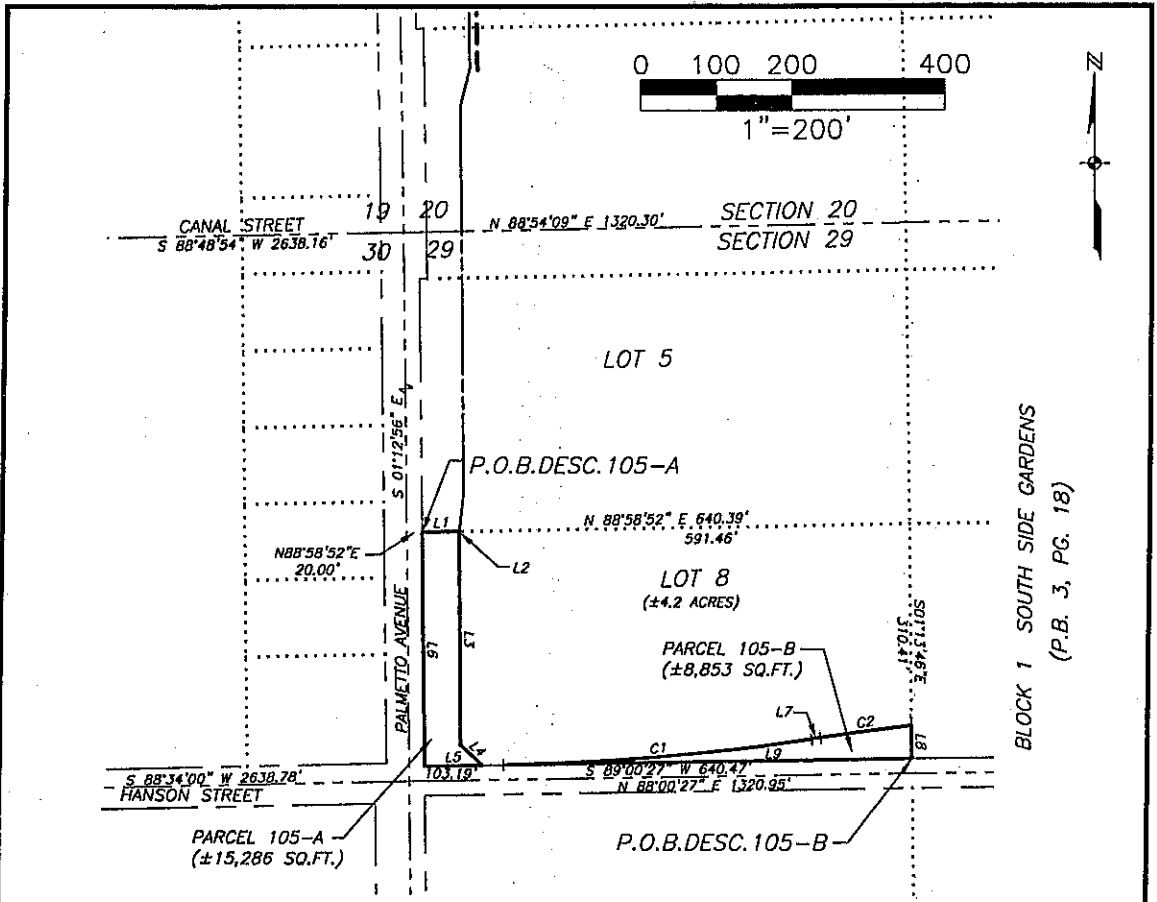 0 100 200 400
1"=200'
N
CANAL STREET
S 88°48'54" W 2638.16'
19 20
30 29
N 88°54'09" E 1320.30'
SECTION 20
SECTION 29
LOT 5
S 01°12'56" E
P.O.B.DESC.105-A
L1
N88°58'52"E
20.00'
L2
N 88°58'52" E 640.39'
591.46'
LOT 8
(±4.2 ACRES)
BLOCK 1 SOUTH SIDE GARDENS
(P.B. 3, PG. 18)
S01°13'46"E
310.41'
PARCEL 105-B
(±8,853 SQ.FT.)
PALMETTO AVENUE
L6
L3
L7
C2
L4
L8
C1
L5
L9
103.19'
S 88°34'00" W 2638.78'
HANSON STREET
S 89°00'27" W 640.47'
N 88°00'27" E 1320.95'
PARCEL 105-A
(±15,286 SQ.FT.)
P.O.B.DESC.105-B